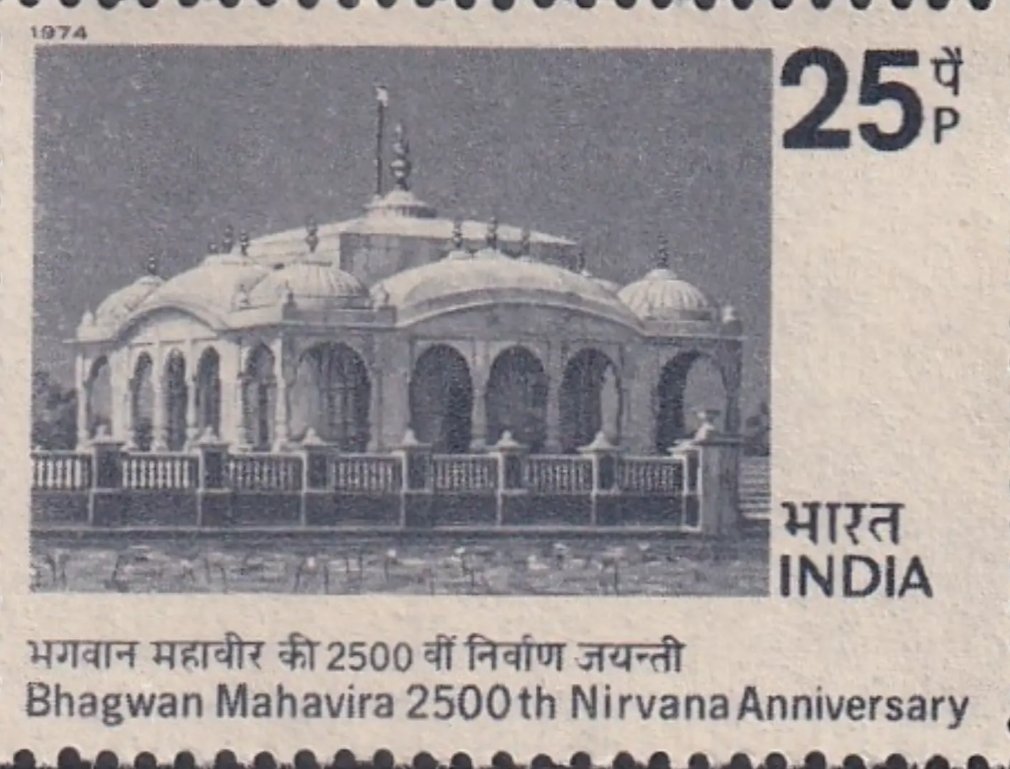 1974
25 पै
P
भारत
INDIA
भगवान महावीर की 2500 वीं निर्वाण जयन्ती
Bhagwan Mahavira 2500th Nirvana Anniversary